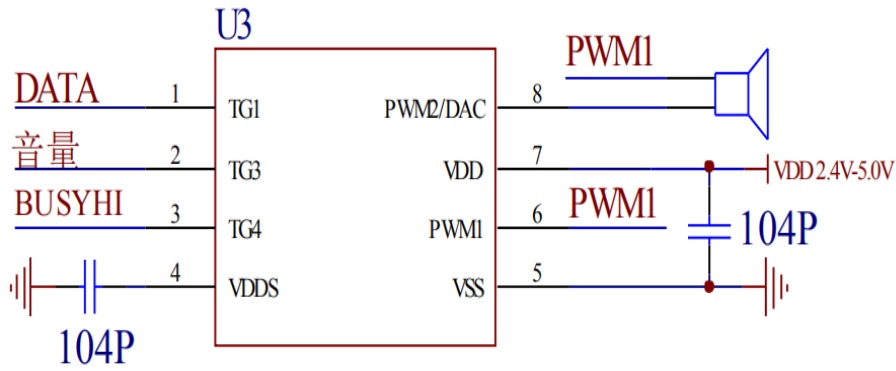 U3
PWM1
DATA 1 TG1 PWM2/DAC 8
音量 2 TG3 VDD 7 VDD 2.4V-5.0V
BUSYHI 3 TG4 PWM1 6 PWM1 104P
4 VDDS VSS 5
104P